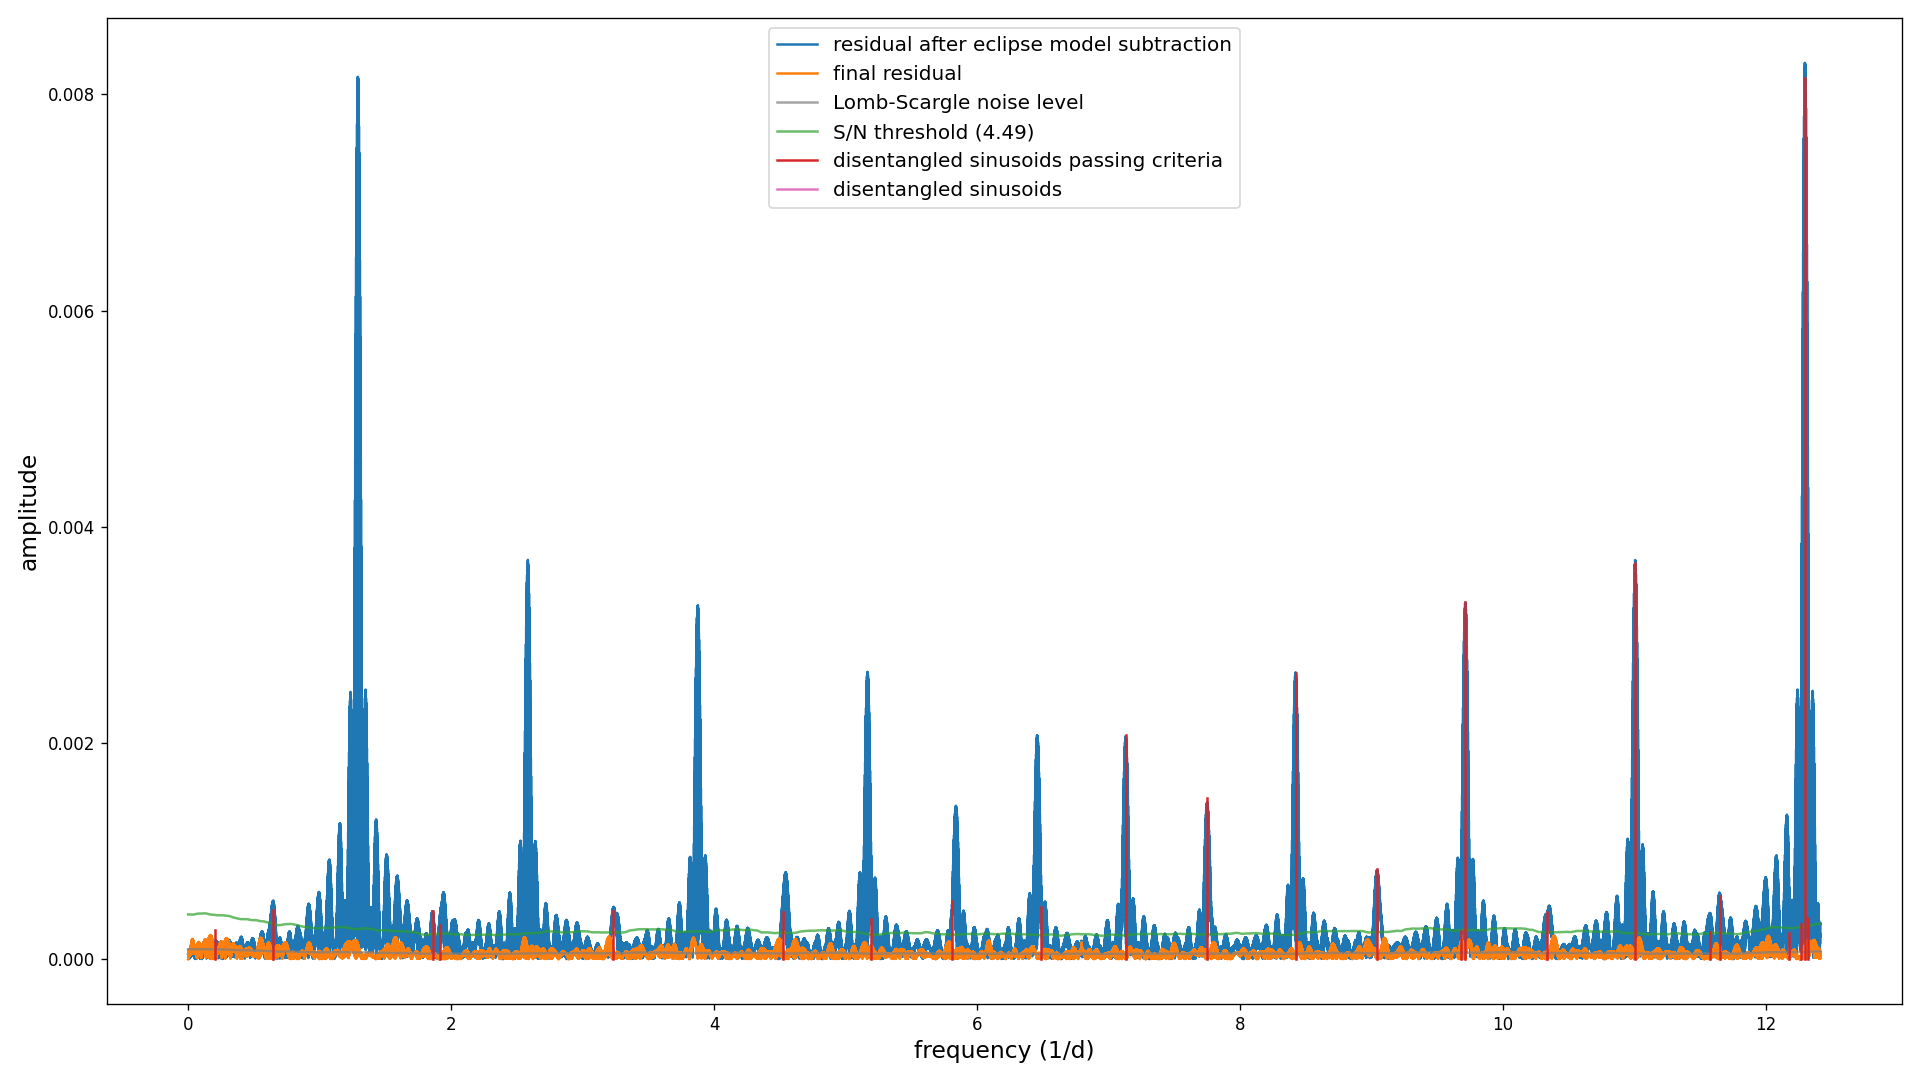 residual after eclipse model subtraction
final residual
Lomb-Scargle noise level
S/N threshold (4.49)
disentangled sinusoids passing criteria
disentangled sinusoids
amplitude
0.008
0.006
0.004
0.002
0.000
0 2 4 6 8 10 12
frequency (1/d)